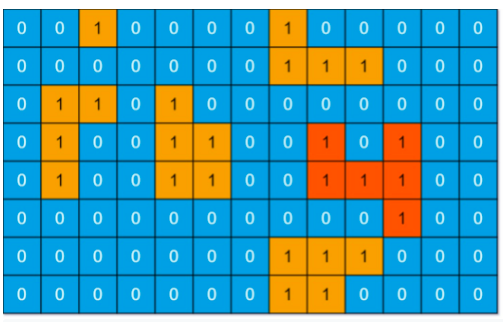 0 0 1 0 0 0 0 1 0 0 0 0 0
0 0 0 0 0 0 0 1 1 1 0 0 0
0 1 1 0 1 0 0 0 0 0 0 0 0
0 1 0 0 1 1 0 0 1 0 1 0 0
0 1 0 0 1 1 0 0 1 1 1 0 0
0 0 0 0 0 0 0 0 0 0 1 0 0
0 0 0 0 0 0 0 1 1 1 0 0 0
0 0 0 0 0 0 0 1 1 0 0 0 0